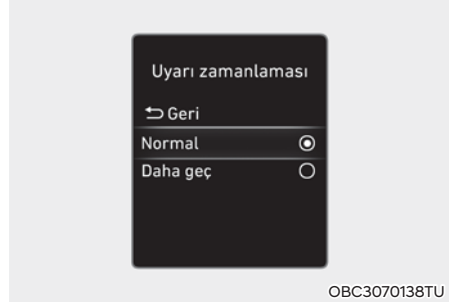 Uyarı zamanlaması
Geri
Normal
Daha geç
OBC3070138TU